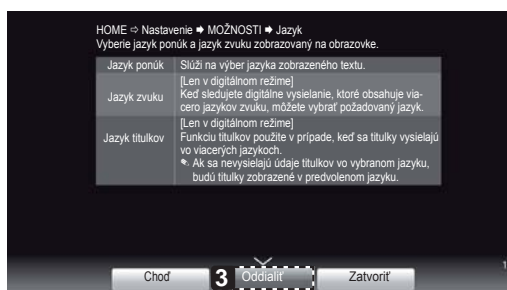 HOME ⇨ Nastavenie ➡ MOŽNOSTI ➡ Jazyk
Vyberie jazyk ponúk a jazyk zvuku zobrazovaný na obrazovke.
Jazyk ponúk Slúži na výber jazyka zobrazeného textu.
[Len v digitálnom režime]
Keď sledujete digitálne vysielanie, ktoré obsahuje via-
Jazyk zvuku cero jazykov zvuku, môžete vybrať požadovaný jazyk.
[Len v digitálnom režime]
Jazyk titulkov Funkciu titulkov použite v prípade, keď sa titulky vysielajú
vo viacerých jazykoch.
✎ Ak sa nevysielajú údaje titulkov vo vybranom jazyku,
budú titulky zobrazené v predvolenom jazyku.
1
Choď 3 Oddialiť Zatvoriť